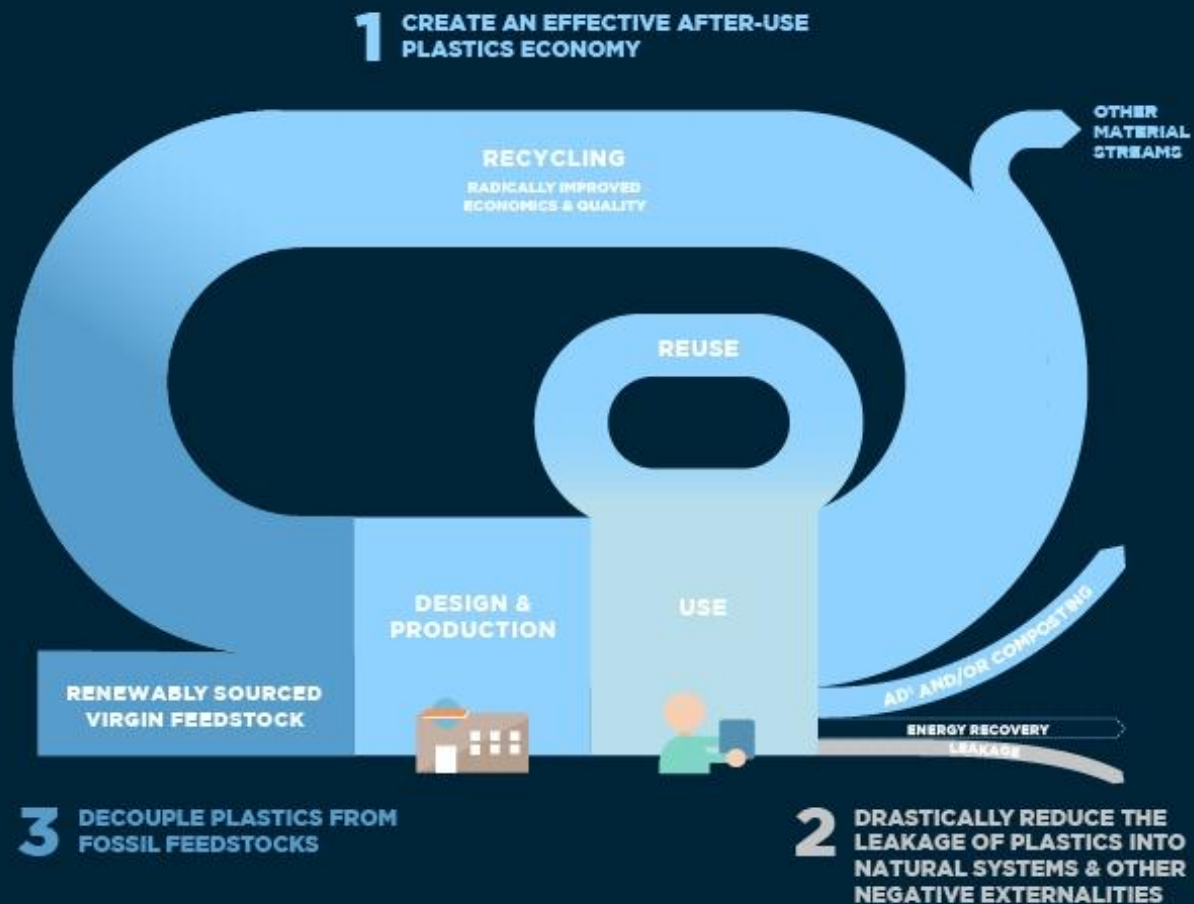 1 CREATE AN EFFECTIVE AFTER-USE
PLASTICS ECONOMY
OTHER
MATERIAL
STREAMS
RECYCLING
RADICALLY IMPROVED
ECONOMICS & QUALITY
REUSE
DESIGN &
PRODUCTION
USE
RENEWABLY SOURCED
VIRGIN FEEDSTOCK
AD¹ AND/OR COMPOSTING
ENERGY RECOVERY
LEAKAGE
3 DECOUPLE PLASTICS FROM
FOSSIL FEEDSTOCKS
2 DRASTICALLY REDUCE THE
LEAKAGE OF PLASTICS INTO
NATURAL SYSTEMS & OTHER
NEGATIVE EXTERNALITIES